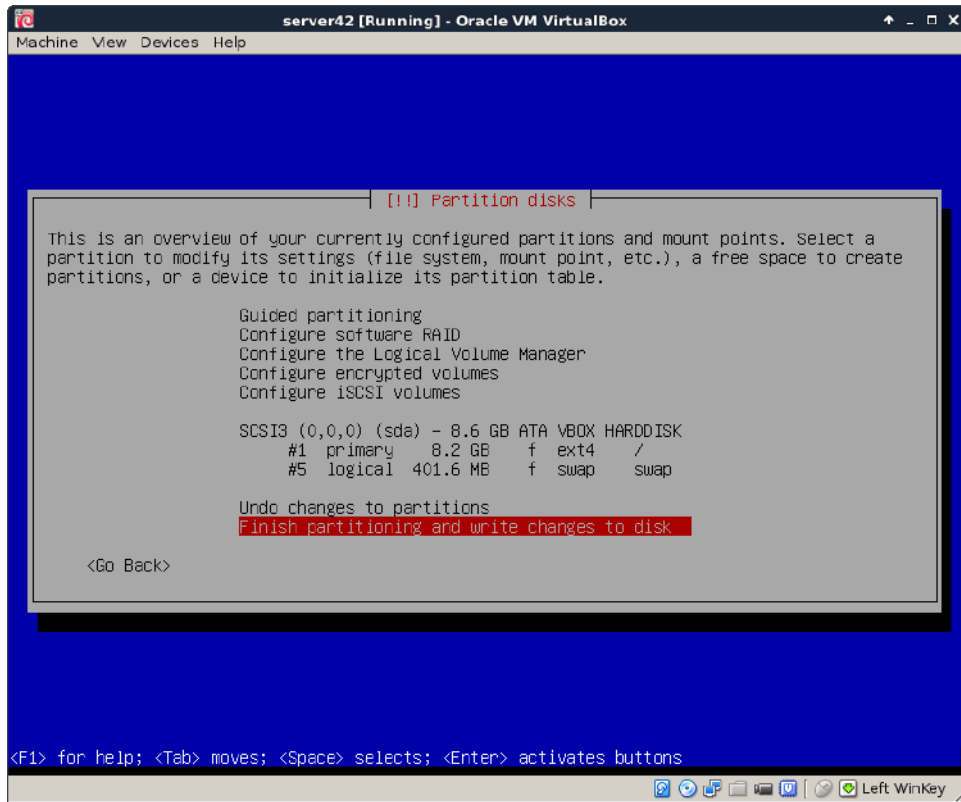 server42 [Running] - Oracle VM VirtualBox
Machine View Devices Help
[!!] Partition disks
This is an overview of your currently configured partitions and mount points. Select a
partition to modify its settings (file system, mount point, etc.), a free space to create
partitions, or a device to initialize its partition table.
Guided partitioning
Configure software RAID
Configure the Logical Volume Manager
Configure encrypted volumes
Configure iSCSI volumes
SCSI3 (0,0,0) (sda) - 8.6 GB ATA VBOX HARDDISK
#1 primary 8.2 GB f ext4 /
#5 logical 401.6 MB f swap swap
Undo changes to partitions
Finish partitioning and write changes to disk
<Go Back>
<F1> for help; <Tab> moves; <Space> selects; <Enter> activates buttons
Left WinKey